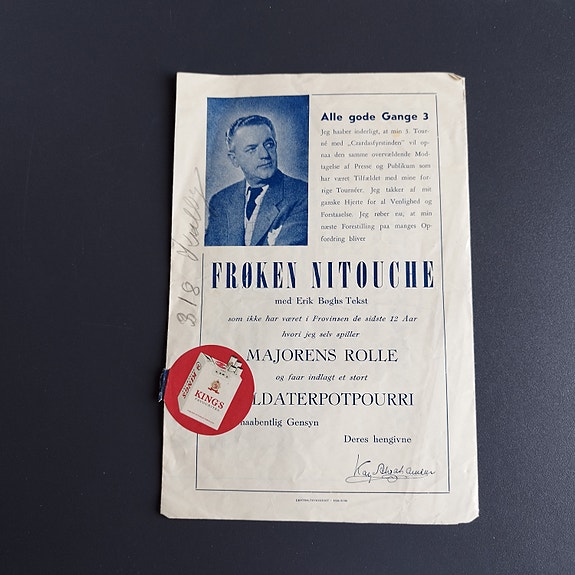 Alle gode Gange 3
Jeg haaber inderligt, at min 3. Tour-
né med „Czardasfyrstinden" vil op-
naa den samme overvældende Mod-
tagelse af Presse og Publikum som
har været Tilfældet med mine for-
rige Tournéer. Jeg takker af mit
ganske Hjerte for al Venlighed og
Forstaaelse. Jeg røber nu, at min
næste Forestilling paa manges Op-
fordring bliver
FRØKEN NITOUCHE
med Erik Bøghs Tekst
som ikke har været i Provinsen de sidste 12 Aar
hvori jeg selv spiller
MAJORENS ROLLE
og faar indlagt et stort
LDATERPOTPOURRI
haabentlig Gensyn
Deres hengivne
318
KINGS
KINGS